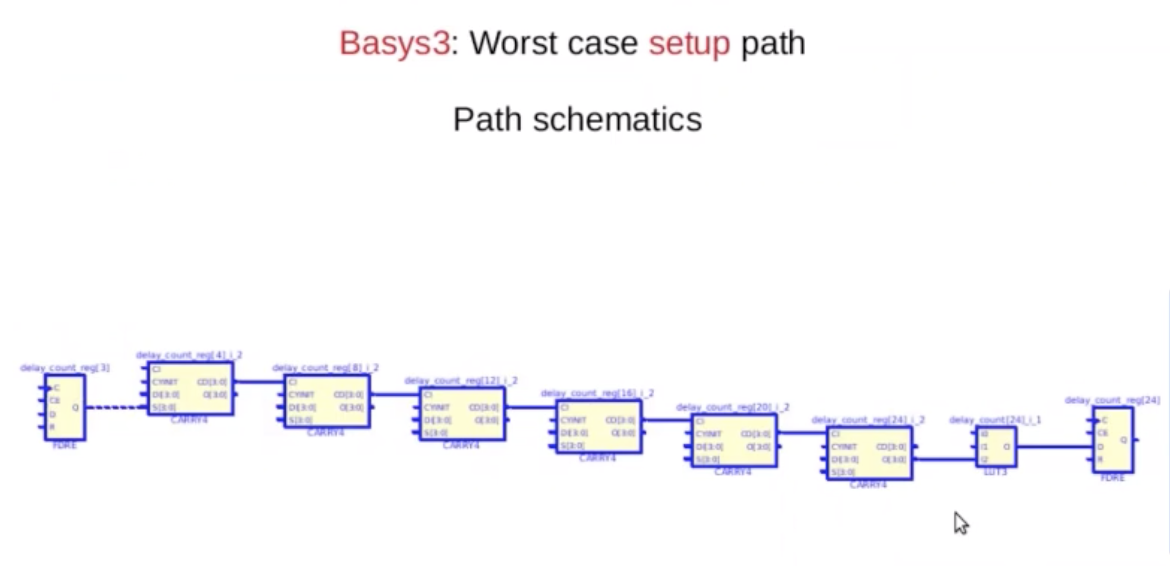 Basys3: Worst case setup path
Path schematics
delay_count_reg[3]
C
CE
D
R
Q
FDRE
delay_count_reg[4]_i_2
CI
CYINIT
DI[3:0]
S[3:0]
CO[3:0]
O[3:0]
CARRY4
delay_count_reg[8]_i_2
CI
CYINIT
DI[3:0]
S[3:0]
CO[3:0]
O[3:0]
CARRY4
delay_count_reg[12]_i_2
CI
CYINIT
DI[3:0]
S[3:0]
CO[3:0]
O[3:0]
CARRY4
delay_count_reg[16]_i_2
CI
CYINIT
DI[3:0]
S[3:0]
CO[3:0]
O[3:0]
CARRY4
delay_count_reg[20]_i_2
CI
CYINIT
DI[3:0]
S[3:0]
CO[3:0]
O[3:0]
CARRY4
delay_count_reg[24]_i_2
CI
CYINIT
DI[3:0]
S[3:0]
CO[3:0]
O[3:0]
CARRY4
delay_count[24]_i_1
I0
I1
I2
O
LUT3
delay_count_reg[24]
C
CE
D
R
Q
FDRE